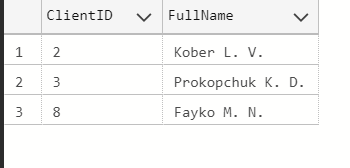 ClientID FullName
1 2 Kober L. V.
2 3 Prokopchuk K. D.
3 8 Fayko M. N.